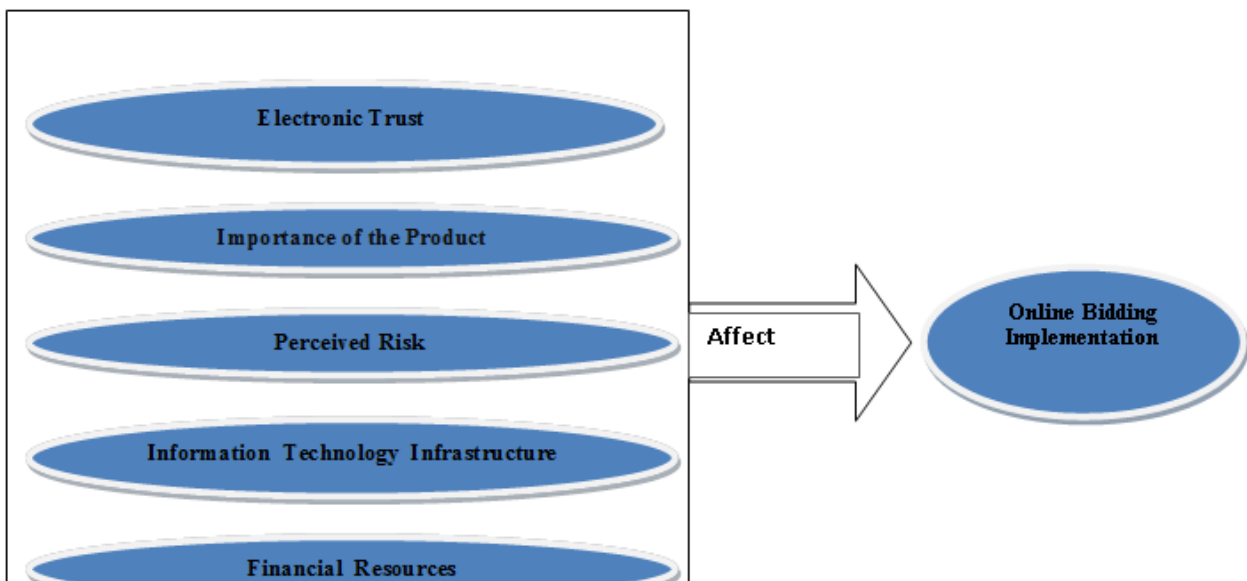 Electronic Trust
Importance of the Product
Perceived Risk
Information Technology Infrastructure
Financial Resources
Affect
Online Bidding
Implementation